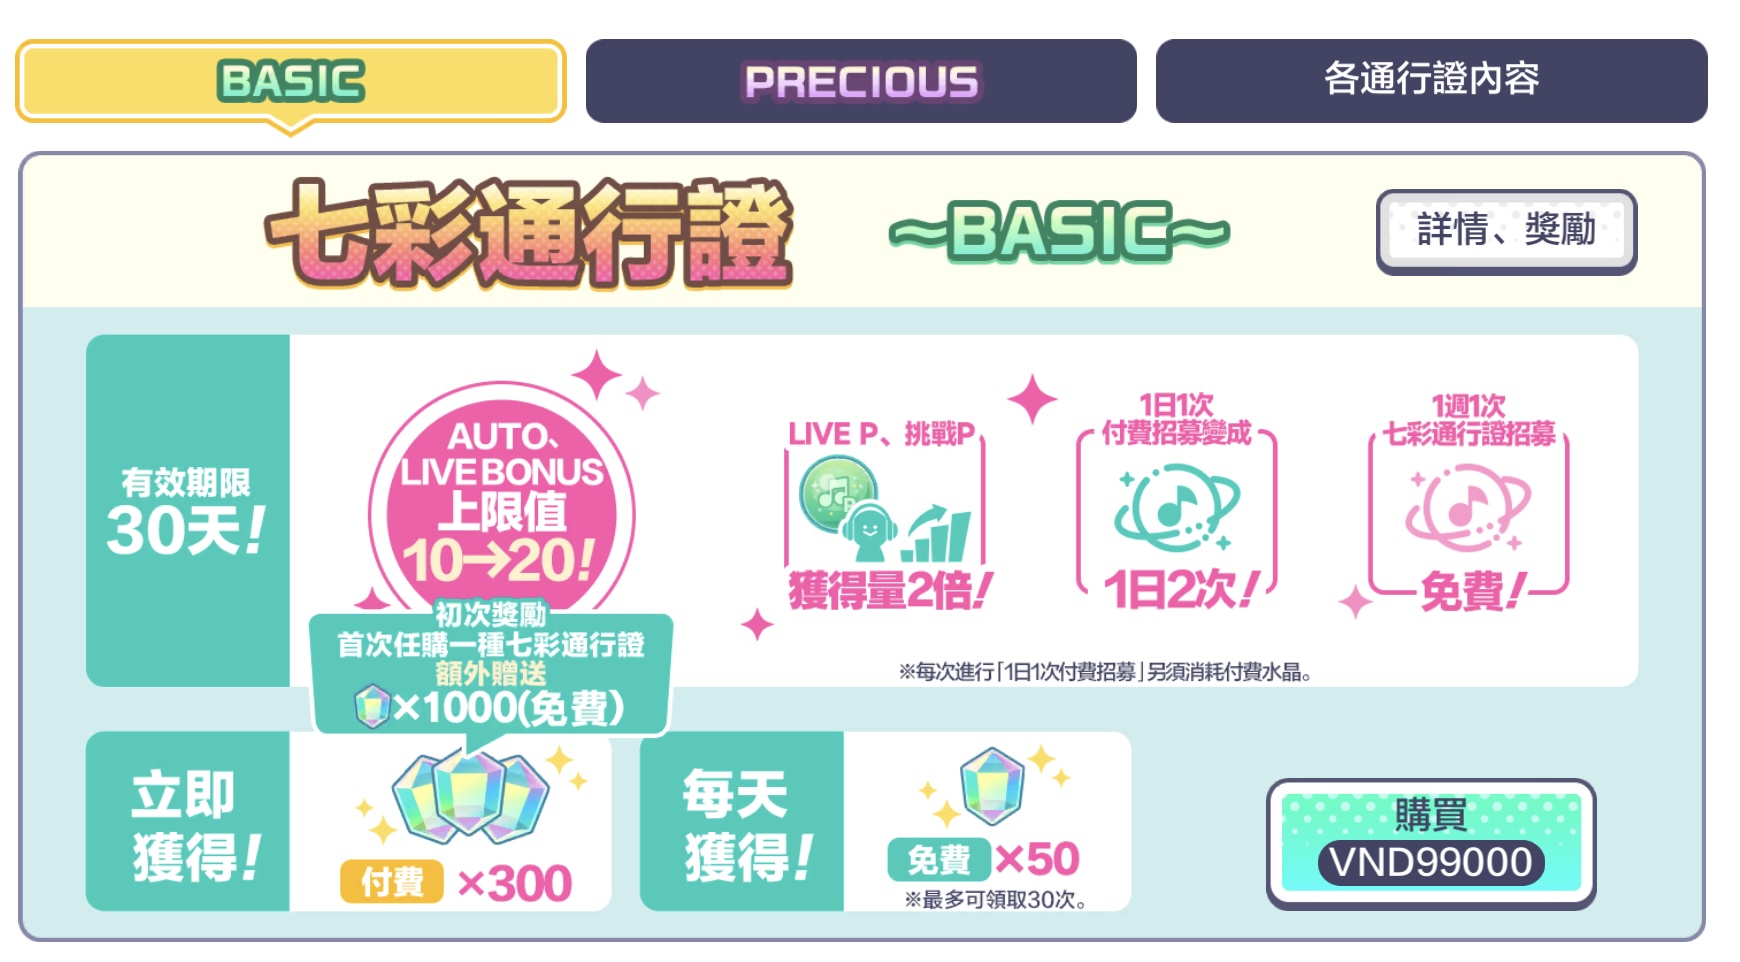 BASIC
PRECIOUS
各通行證內容
七彩通行證
~BASIC~
詳情、獎勵
有效期限
30天!
AUTO、
LIVE BONUS
上限值
10→20!
LIVE P、挑戰P
獲得量2倍!
1日1次
付費招募變成
1日2次!
1週1次
七彩通行證招募
免費!
※每次進行「1日1次付費招募」另須消耗付費水晶。
初次獎勵
首次任購一種七彩通行證
額外贈送
×1000(免費)
立即
獲得!
付費 ×300
每天
獲得!
免費 ×50
※最多可領取30次。
購買
VND99000